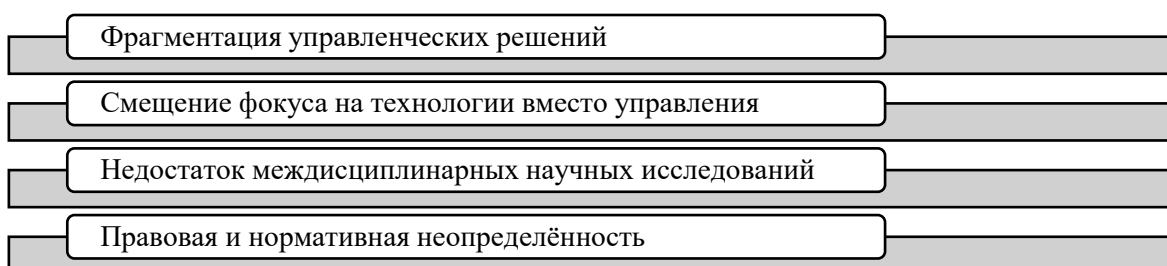 Фрагментация управленческих решений
Смещение фокуса на технологии вместо управления
Недостаток междисциплинарных научных исследований
Правовая и нормативная неопределённость